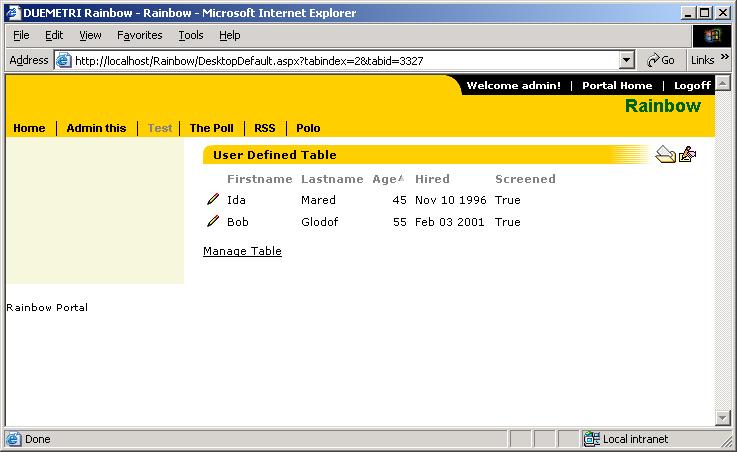 DUEMETRI Rainbow - Rainbow - Microsoft Internet Explorer
File Edit View Favorites Tools Help
Address http://localhost/Rainbow/DesktopDefault.aspx?tabindex=2&tabid=3327 Go Links »
Welcome admin! | Portal Home | Logoff
Rainbow
Home | Admin this | Test | The Poll | RSS | Polo
User Defined Table
Firstname Lastname Age Hired Screened
Ida Mared 45 Nov 10 1996 True
Bob Glodof 55 Feb 03 2001 True
Manage Table
Rainbow Portal
Done Local intranet